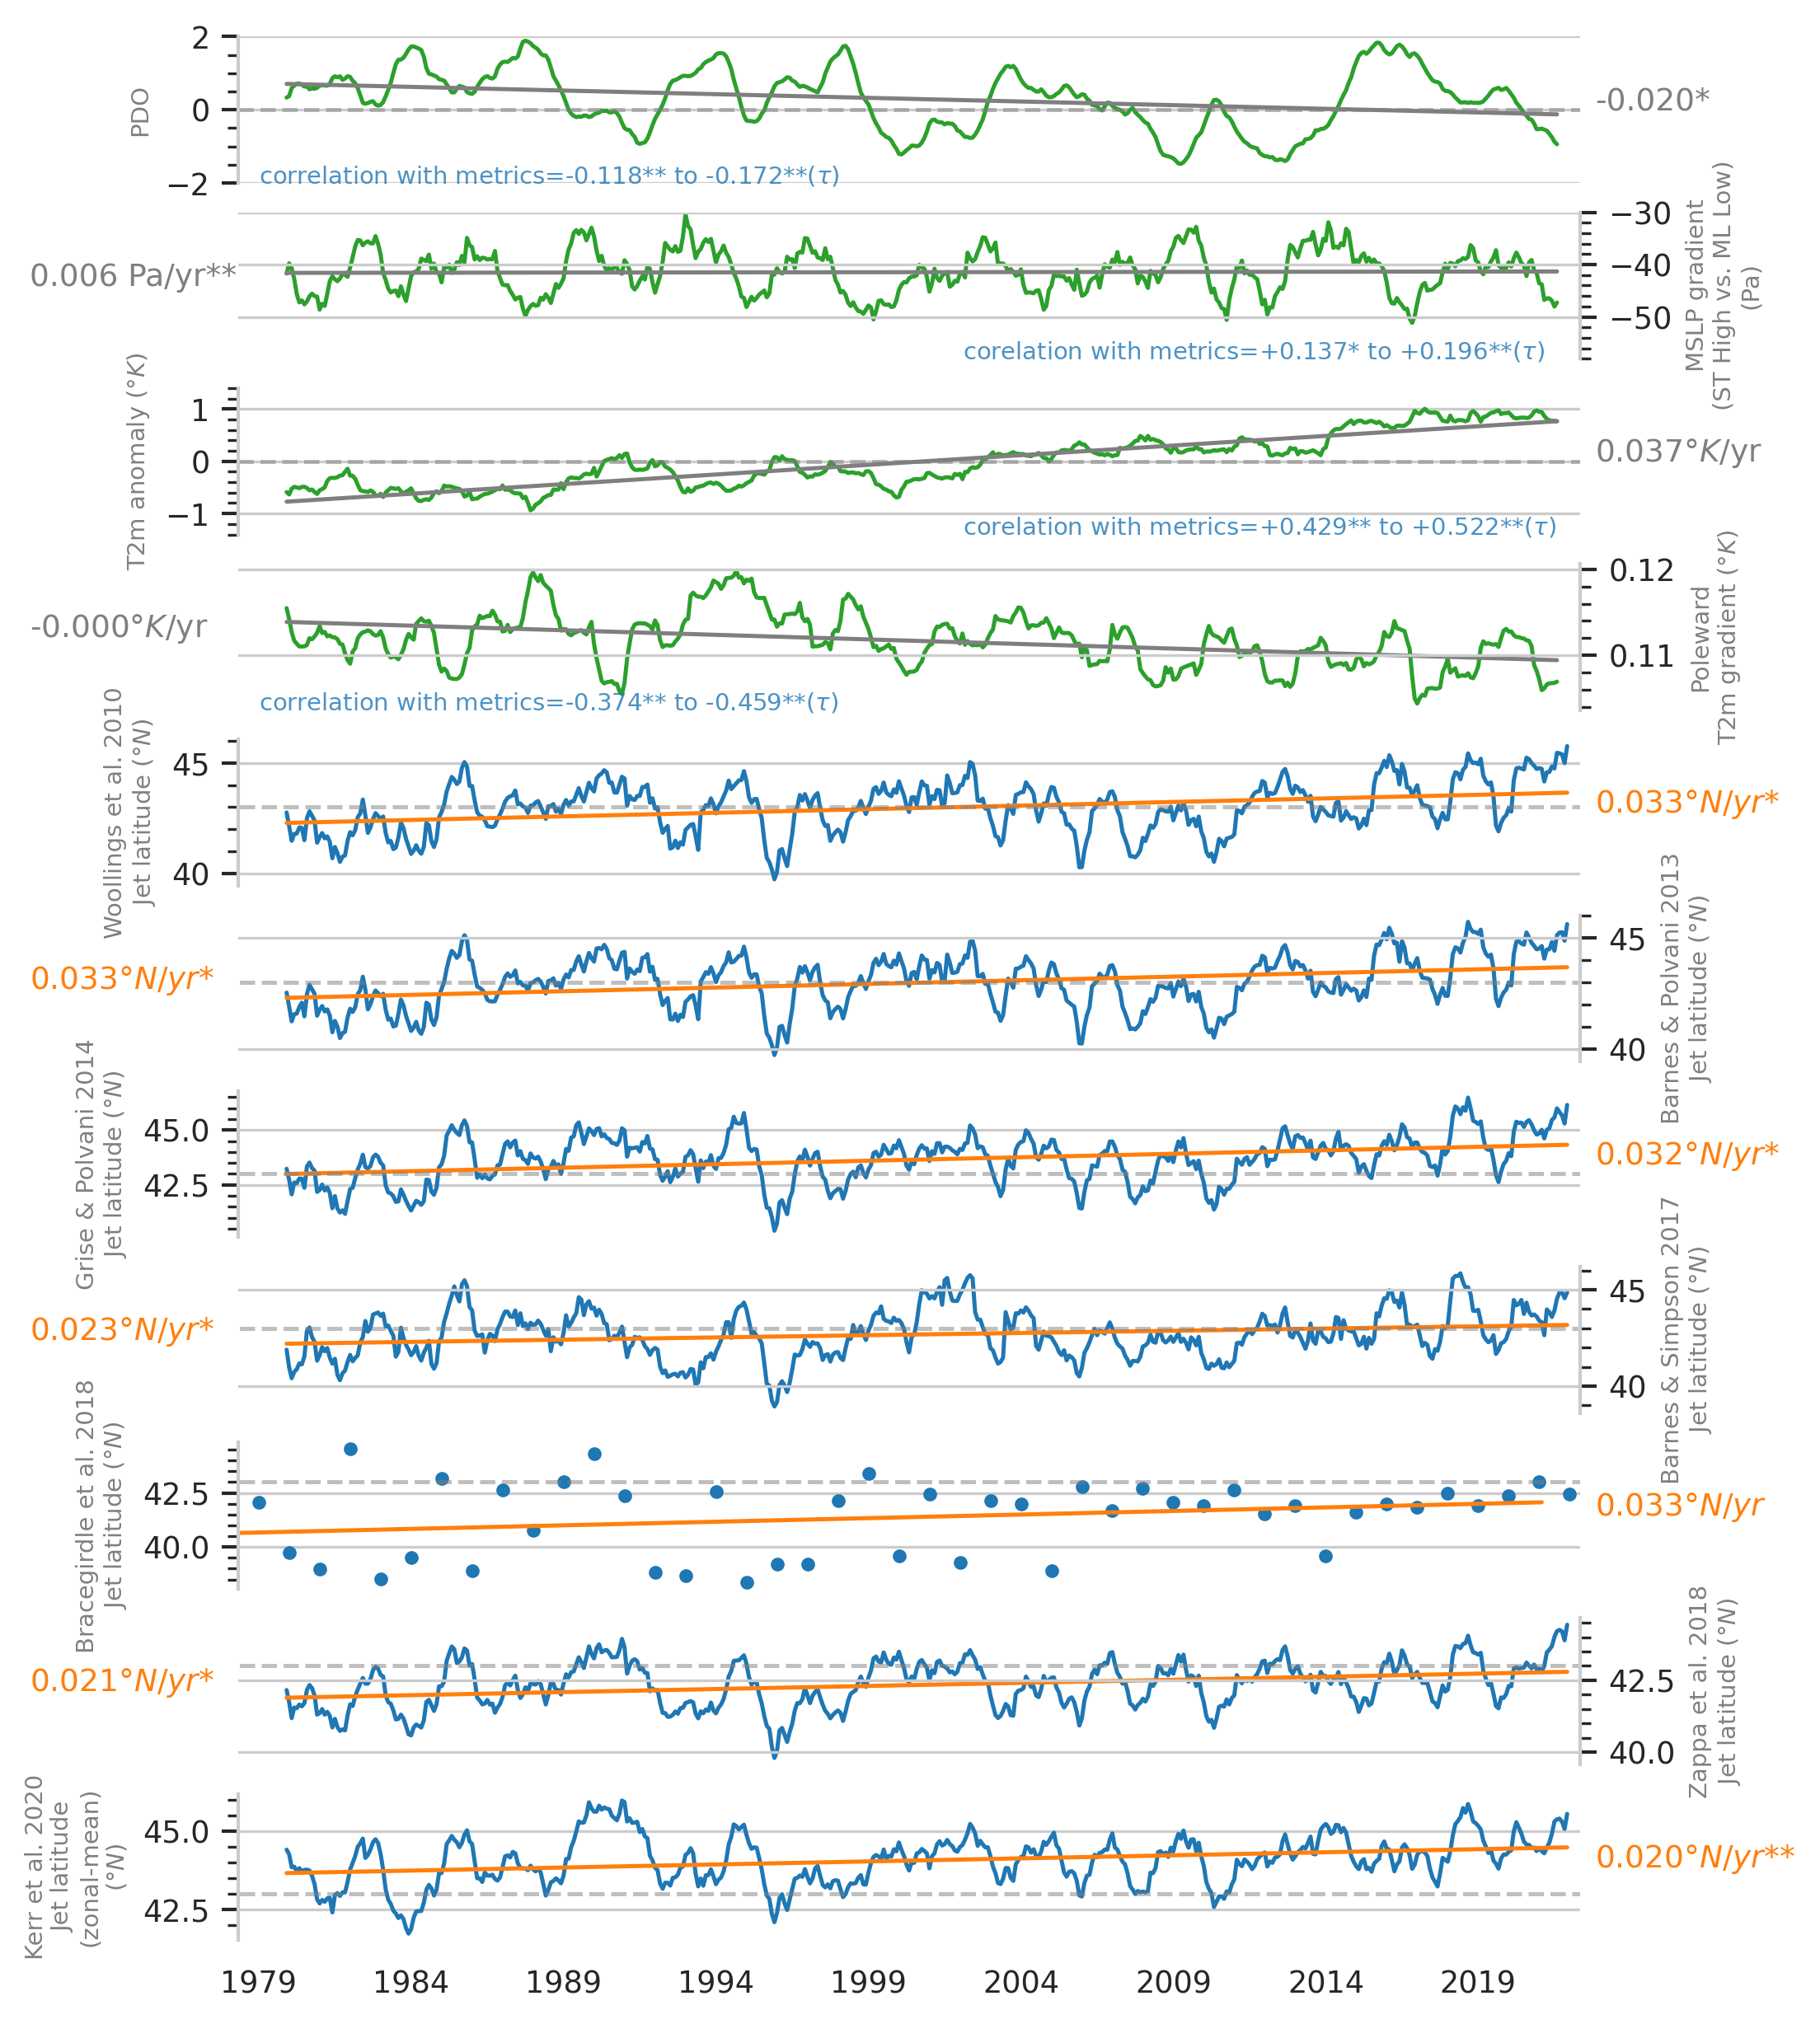 PDO
2
0
−2
-0.020*
correlation with metrics=-0.118** to -0.172**(τ)
0.006 Pa/yr**
−30
−40
−50
MSLP gradient
(ST High vs. ML Low)
(Pa)
corelation with metrics=+0.137* to +0.196**(τ)
T2m anomaly (°K)
1
0
−1
0.037°K/yr
corelation with metrics=+0.429** to +0.522**(τ)
-0.000°K/yr
0.12
0.11
Poleward
T2m gradient (°K)
correlation with metrics=-0.374** to -0.459**(τ)
Woollings et al. 2010
Jet latitude (°N)
45
40
0.033°N/yr*
0.033°N/yr*
45
40
Barnes & Polvani 2013
Jet latitude (°N)
Grise & Polvani 2014
Jet latitude (°N)
45.0
42.5
0.032°N/yr*
0.023°N/yr*
45
40
Barnes & Simpson 2017
Jet latitude (°N)
Bracegirdle et al. 2018
Jet latitude (°N)
42.5
40.0
0.033°N/yr
0.021°N/yr*
42.5
40.0
Zappa et al. 2018
Jet latitude (°N)
Kerr et al. 2020
Jet latitude
(zonal-mean)
(°N)
45.0
42.5
0.020°N/yr**
1979 1984 1989 1994 1999 2004 2009 2014 2019